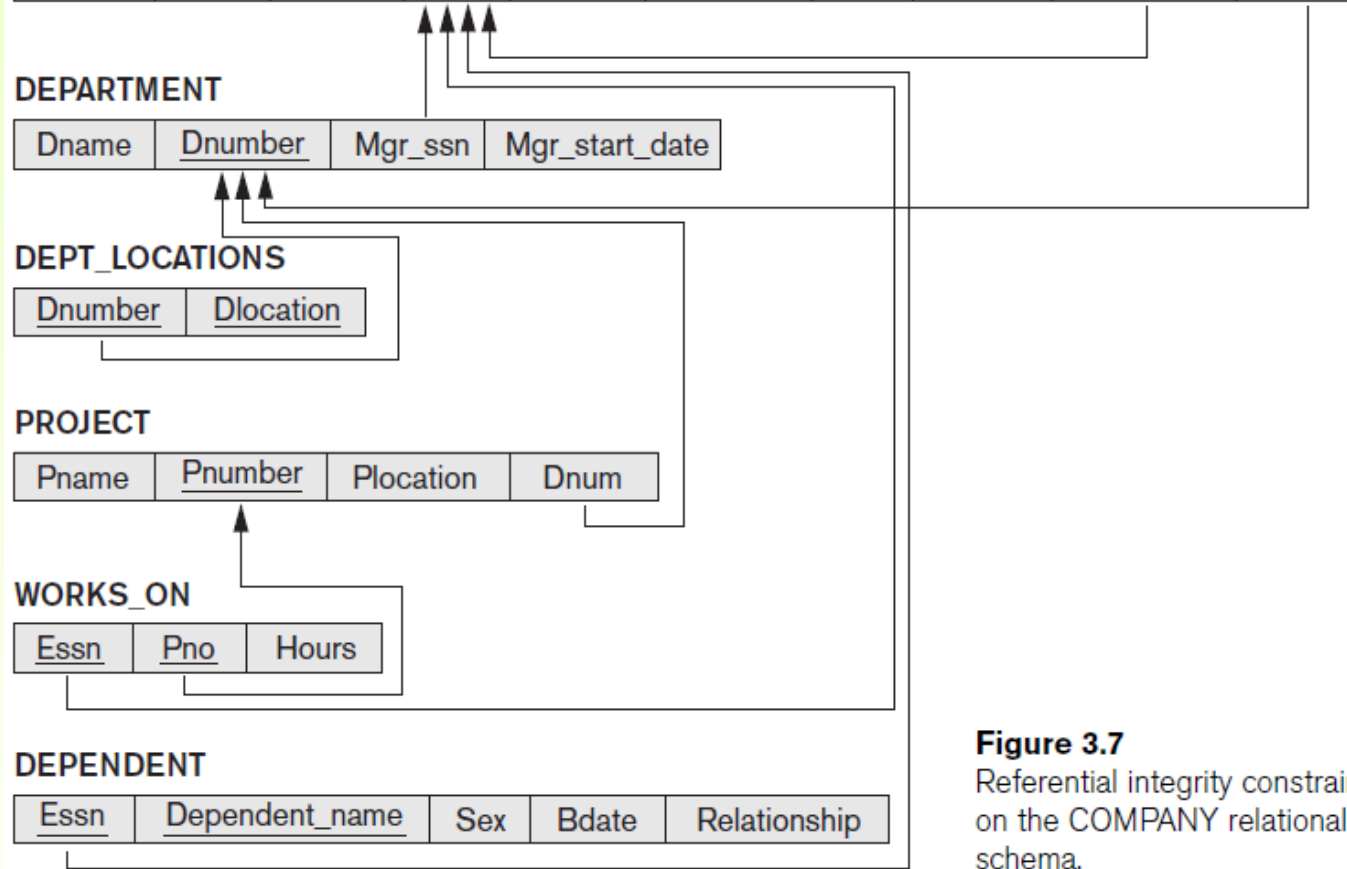 DEPARTMENT
Dname Dnumber Mgr_ssn Mgr_start_date
DEPT_LOCATIONS
Dnumber Dlocation
PROJECT
Pname Pnumber Plocation Dnum
WORKS_ON
Essn Pno Hours
DEPENDENT
Essn Dependent_name Sex Bdate Relationship
Figure 3.7
Referential integrity constrain
on the COMPANY relational
schema.